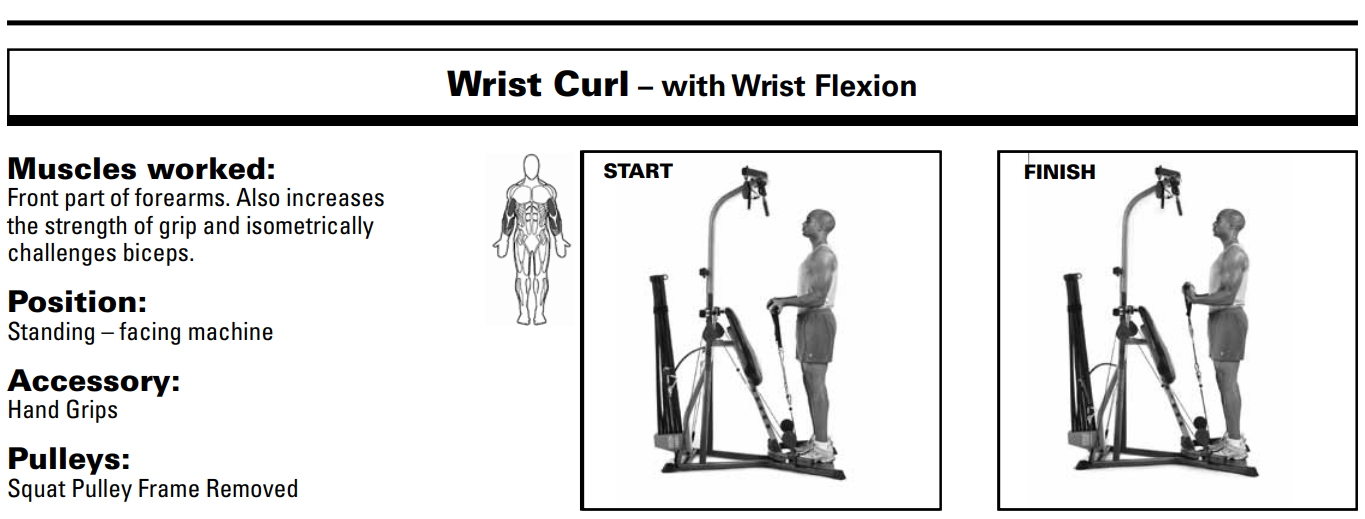 Wrist Curl – with Wrist Flexion
Muscles worked:
Front part of forearms. Also increases
the strength of grip and isometrically
challenges biceps.
Position:
Standing – facing machine
Accessory:
Hand Grips
Pulleys:
Squat Pulley Frame Removed
START
FINISH